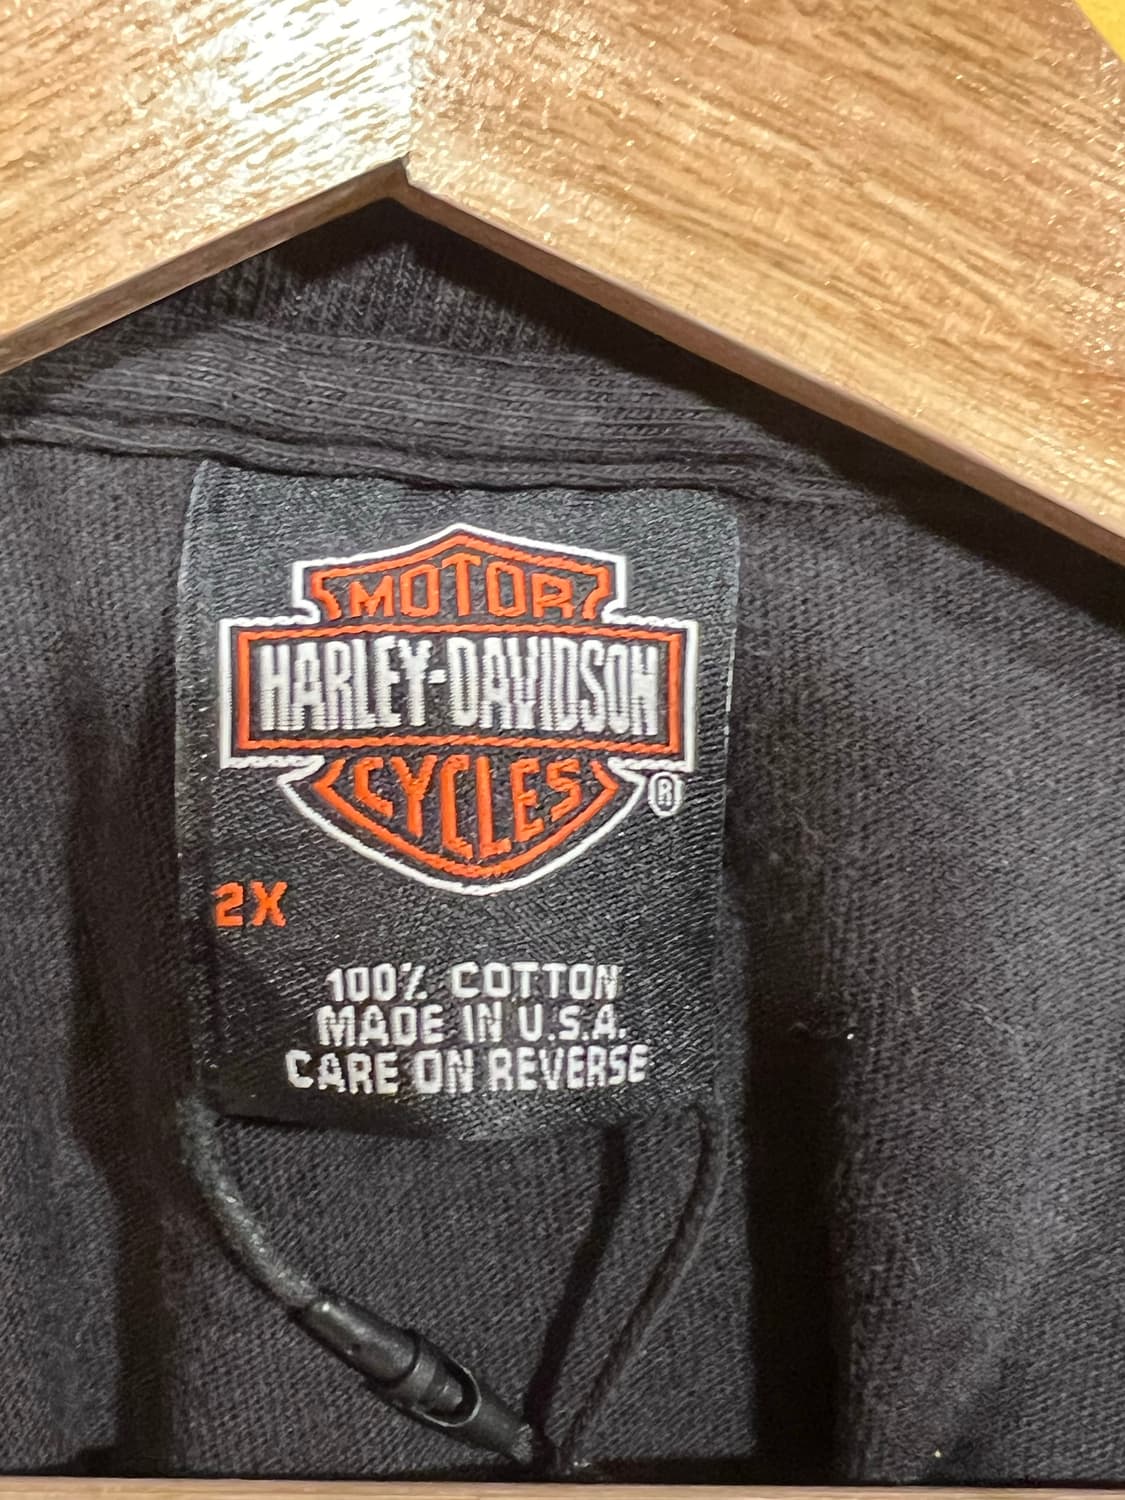 MOTOR
HARLEY-DAVIDSON
CYCLES
®
2X
100% COTTON
MADE IN U.S.A.
CARE ON REVERSE